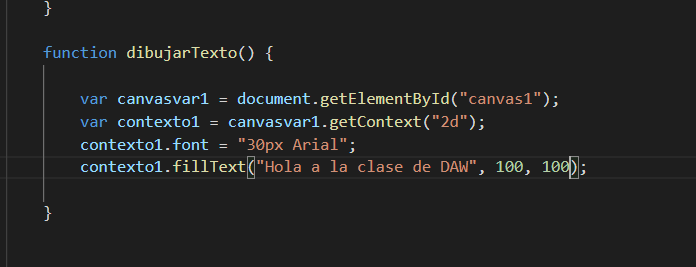 }
function dibujarTexto() {
var canvasvar1 = document.getElementById("canvas1");
var contexto1 = canvasvar1.getContext("2d");
contexto1.font = "30px Arial";
contexto1.fillText("Hola a la clase de DAW", 100, 100);
}